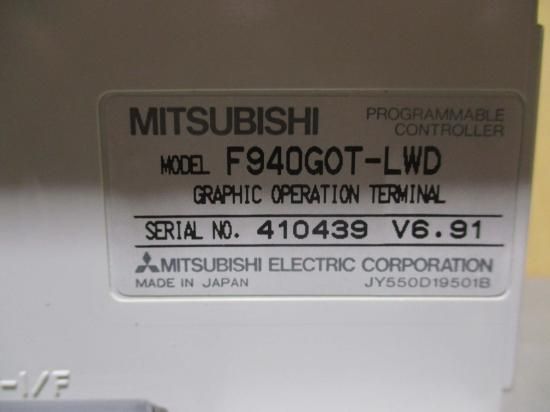 MITSUBISHI PROGRAMMABLE CONTROLLER
MODEL F940GOT-LWD
GRAPHIC OPERATION TERMINAL
SERIAL NO. 410439 V6.91
MITSUBISHI ELECTRIC CORPORATION
MADE IN JAPAN JY550D19501B
-I/F